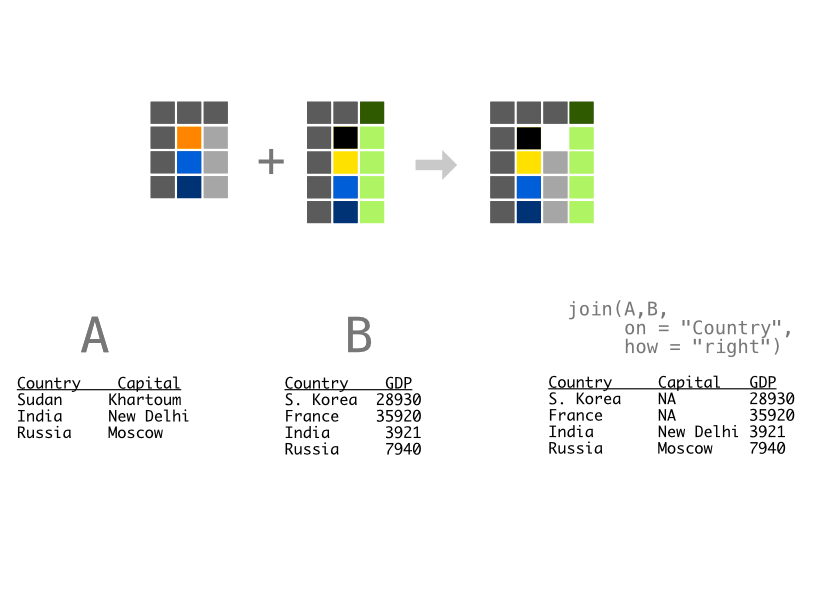 +
A
B
join(A,B,
on = "Country",
how = "right")
Country Capital
Sudan Khartoum
India New Delhi
Russia Moscow
Country GDP
S. Korea 28930
France 35920
India 3921
Russia 7940
Country Capital GDP
S. Korea NA 28930
France NA 35920
India New Delhi 3921
Russia Moscow 7940